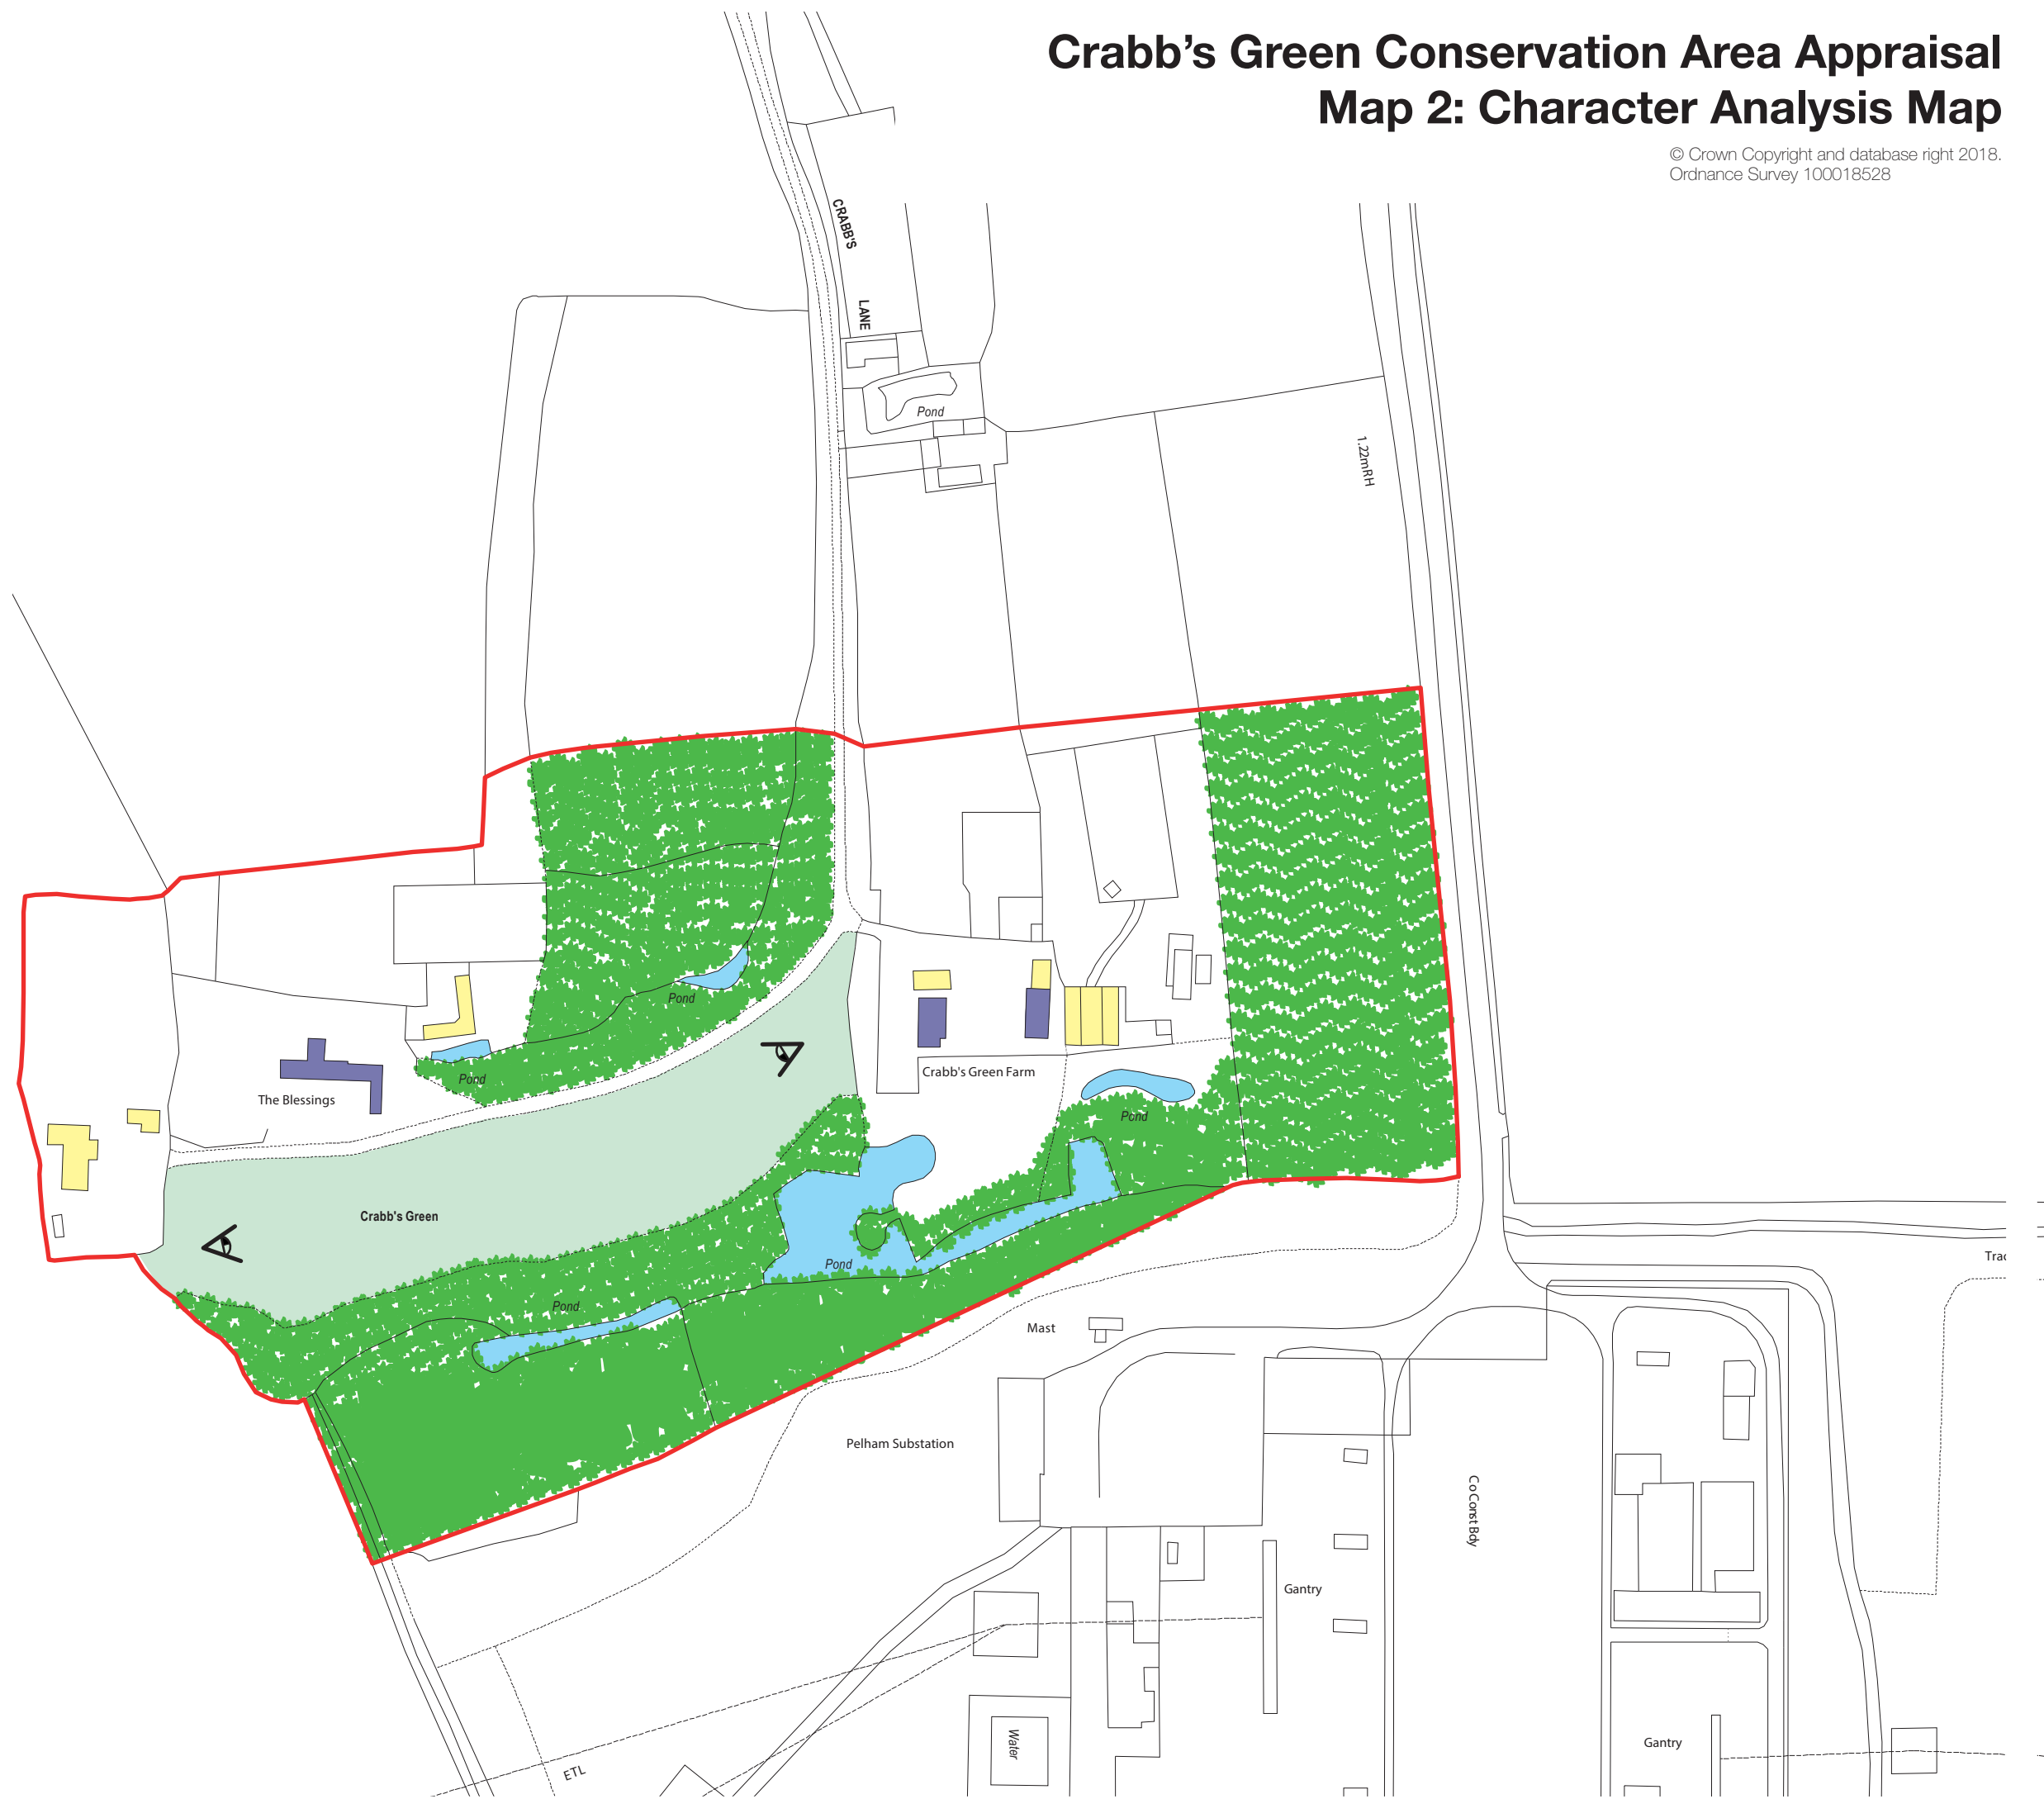 Crabb’s Green Conservation Area Appraisal
Map 2: Character Analysis Map
© Crown Copyright and database right 2018.
Ordnance Survey 100018528
CRABB'S
LANE
Pond
1.22mRH
Pond
Pond
The Blessings
Crabb's Green Farm
Pond
Crabb's Green
Pond
Pond
Mast
Pelham Substation
Co Const Bdy
Gantry
Gantry
Water
ETL
Trac